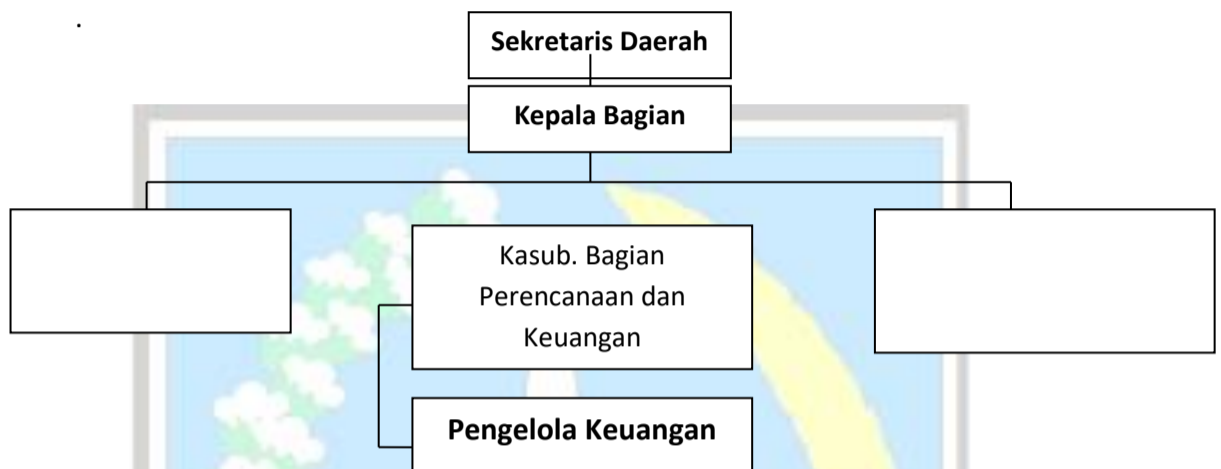 Sekretaris Daerah
Kepala Bagian
Kasub. Bagian
Perencanaan dan
Keuangan
Pengelola Keuangan